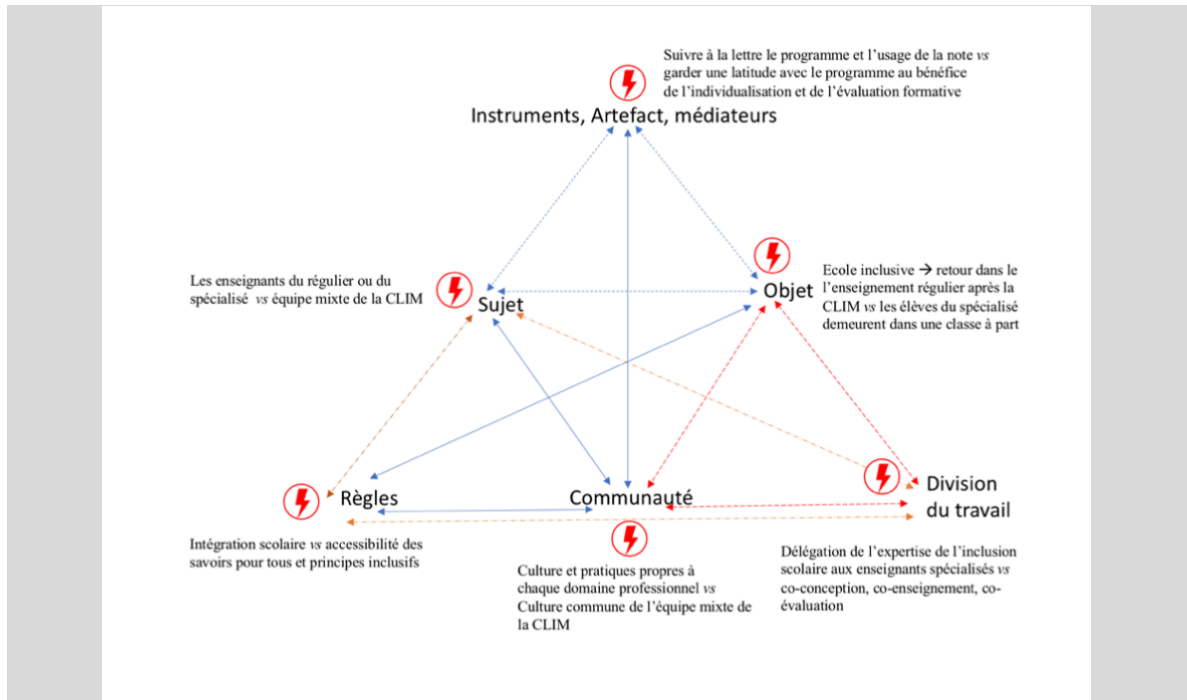 Suivre à la lettre le programme et l’usage de la note vs
garder une latitude avec le programme au bénéfice
de l’individualisation et de l’évaluation formative
Instruments, Artefact, médiateurs
Les enseignants du régulier ou du
spécialisé vs équipe mixte de la CLIM
Sujet
Objet
Ecole inclusive → retour dans le
l’enseignement régulier après la
CLIM vs les élèves du spécialisé
demeurent dans une classe à part
Règles
Intégration scolaire vs accessibilité des
savoirs pour tous et principes inclusifs
Communauté
Culture et pratiques propres à
chaque domaine professionnel vs
Culture commune de l’équipe mixte de
la CLIM
Division
du travail
Délégation de l’expertise de l’inclusion
scolaire aux enseignants spécialisés vs
co-conception, co-enseignement, co-
évaluation